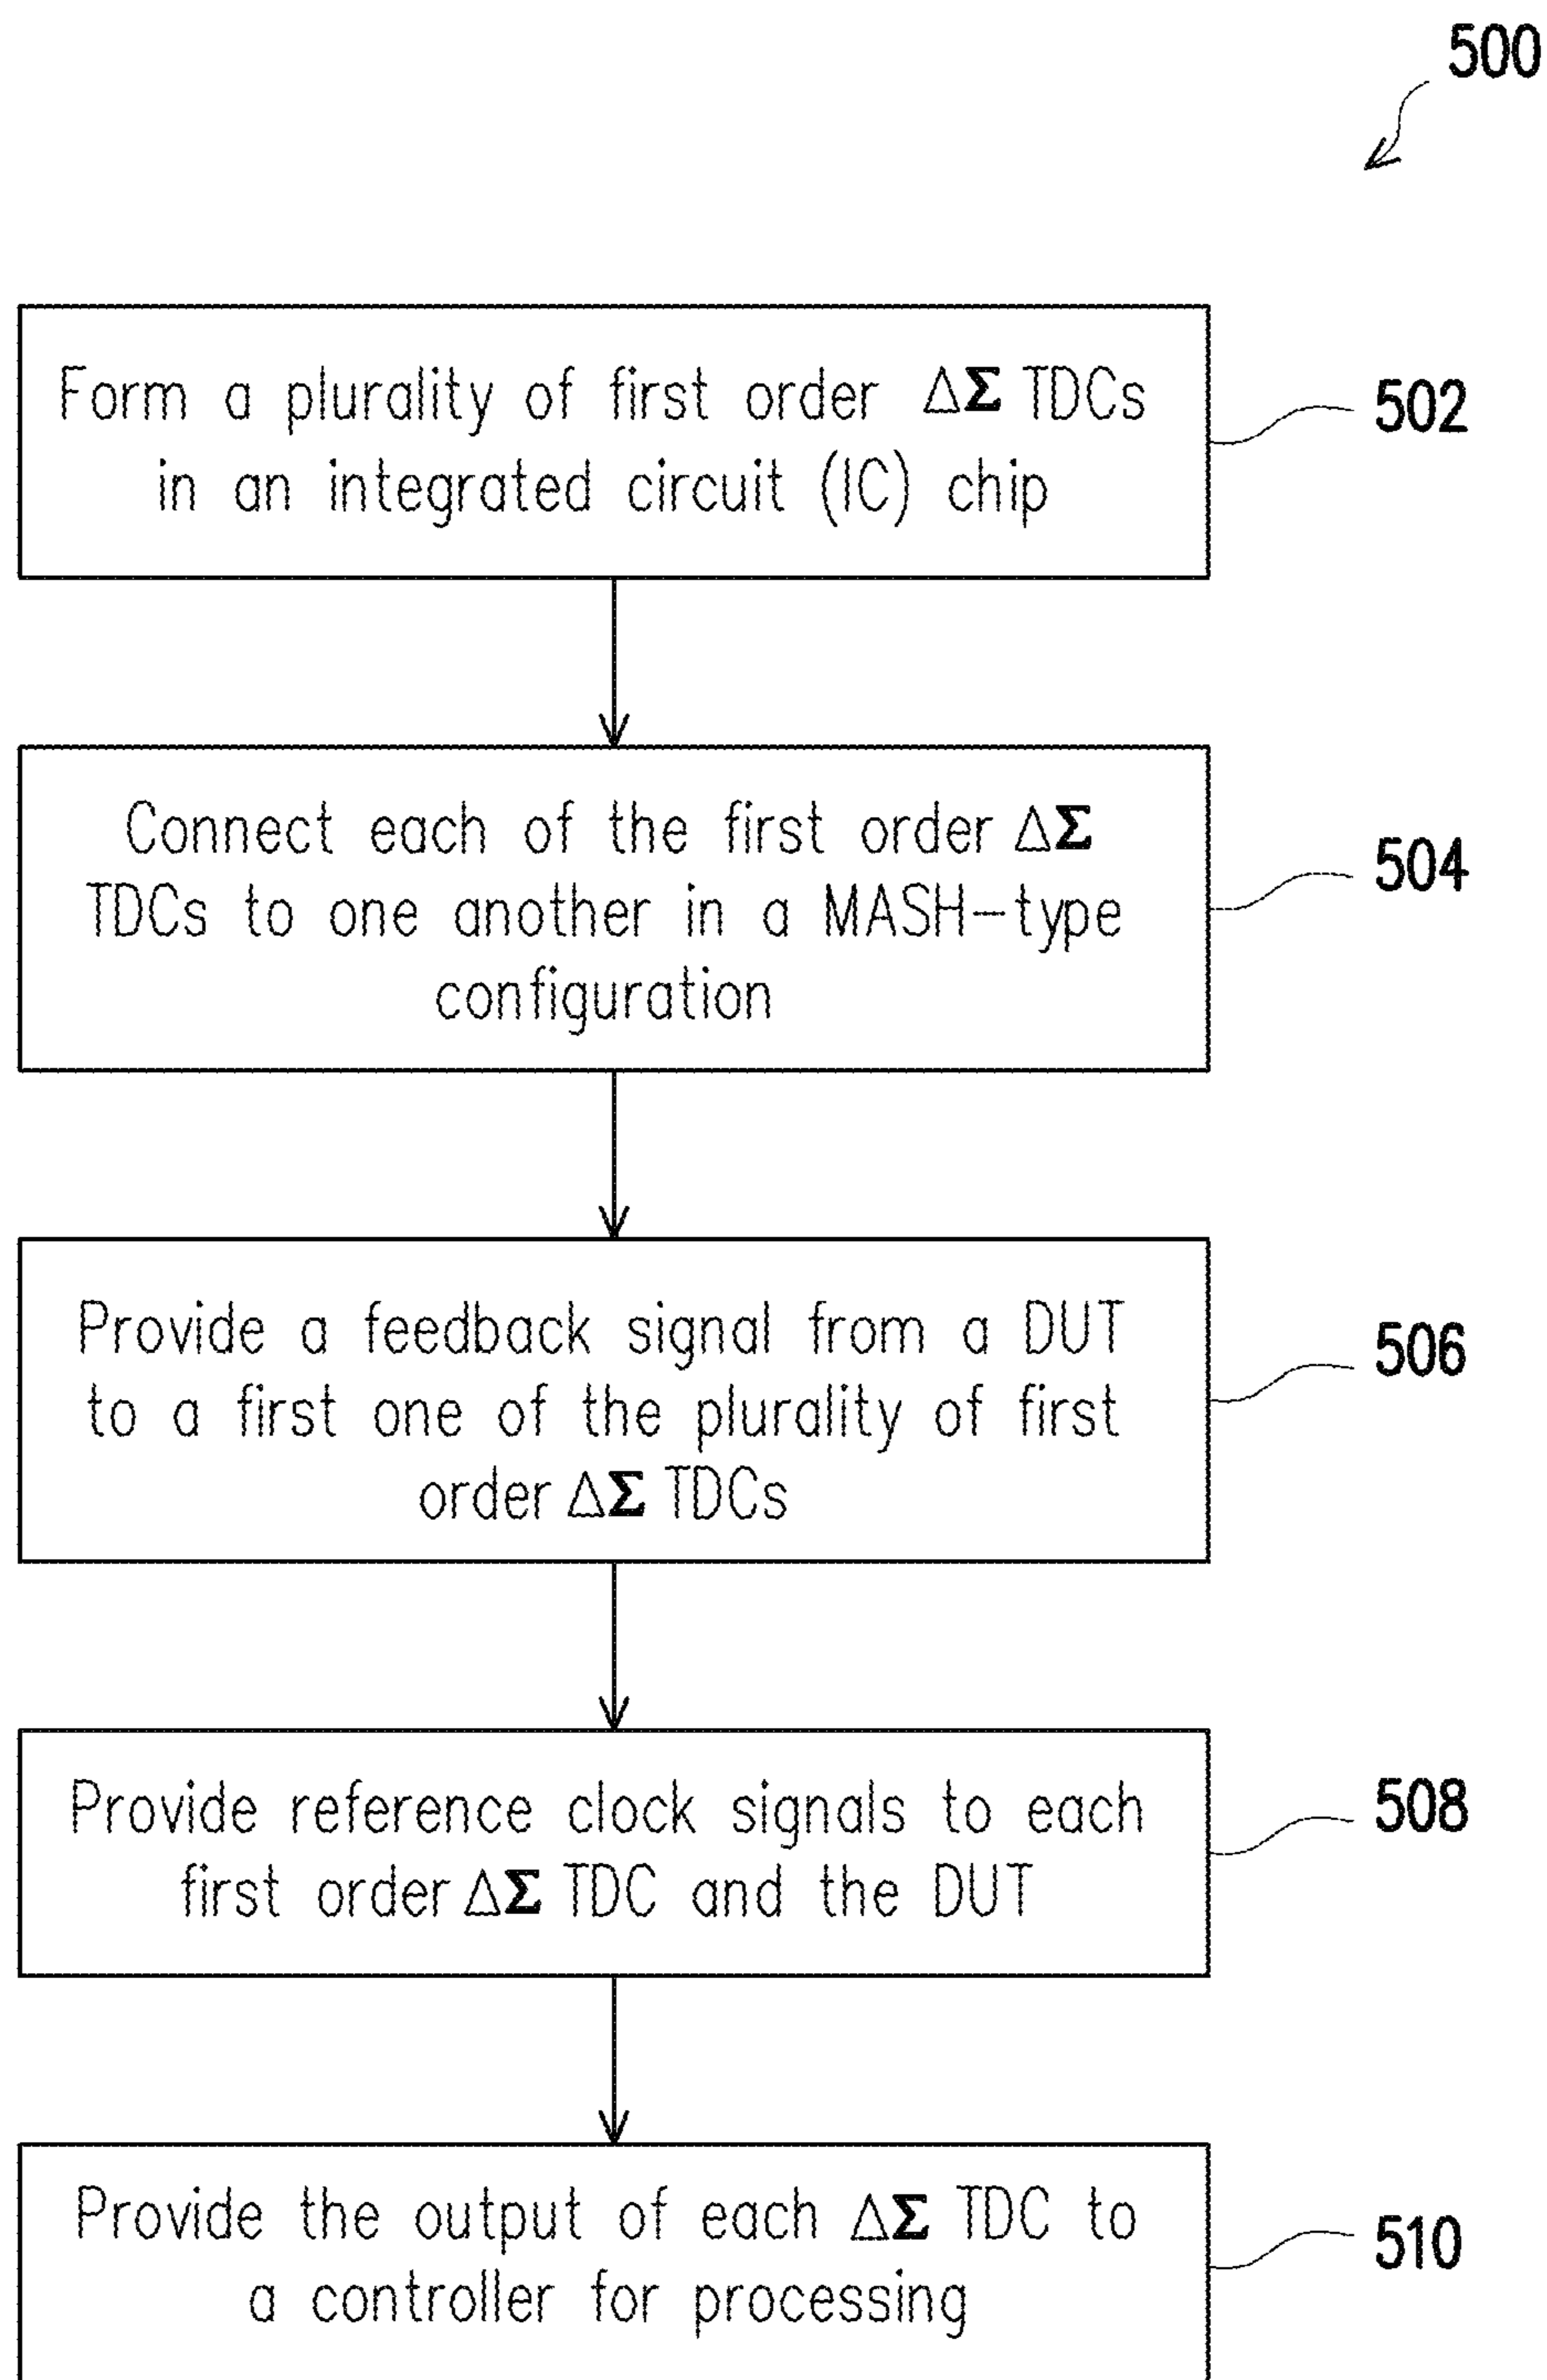 500
Form a plurality of first order ΔΣ TDCs
in an integrated circuit (IC) chip
502
Connect each of the first order ΔΣ
TDCs to one another in a MASH-type
configuration
504
Provide a feedback signal from a DUT
to a first one of the plurality of first
order ΔΣ TDCs
506
Provide reference clock signals to each
first order ΔΣ TDC and the DUT
508
Provide the output of each ΔΣ TDC to
a controller for processing
510